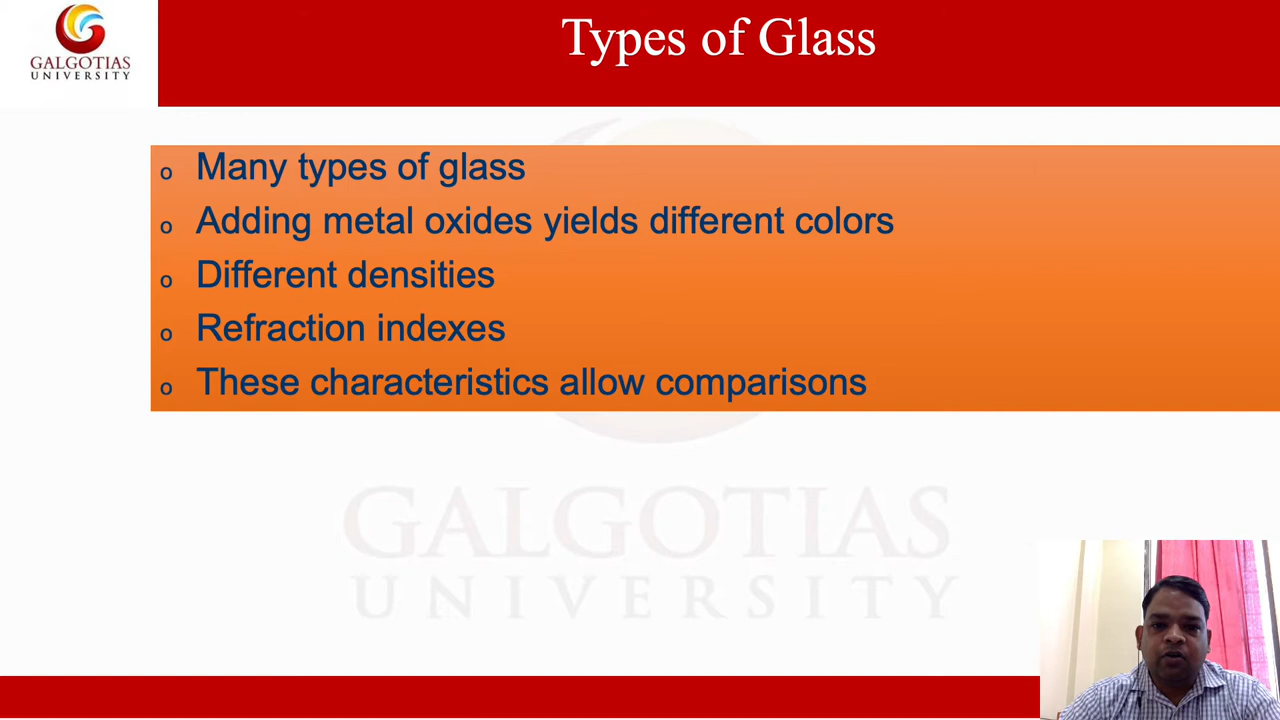 GALGOTIAS
UNIVERSITY
Types of Glass
o Many types of glass
o Adding metal oxides yields different colors
o Different densities
o Refraction indexes
o These characteristics allow comparisons
GALGOTIAS
UNIVERSITY